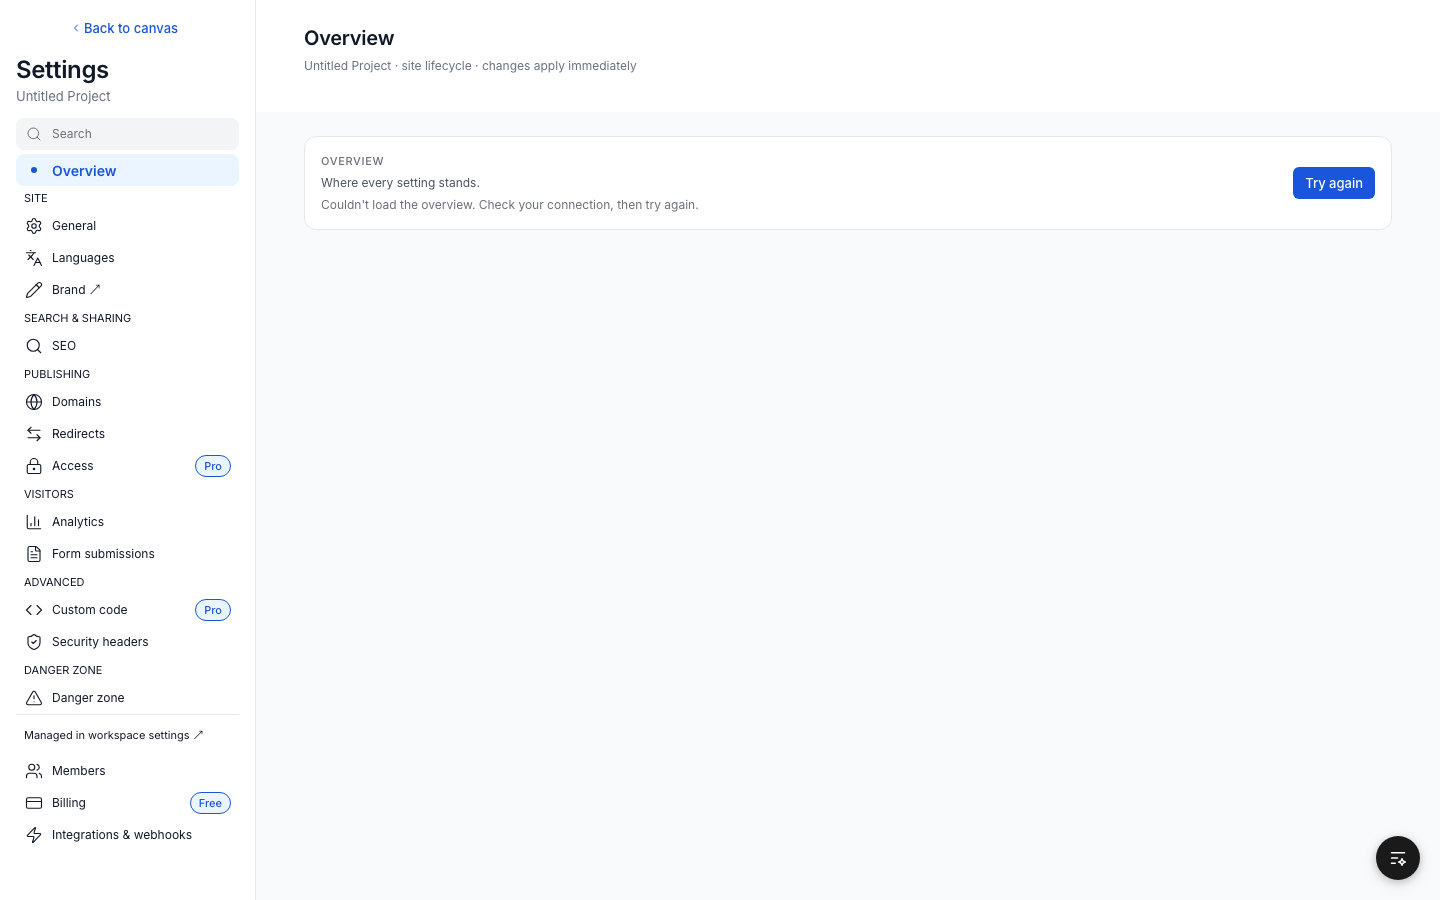 Back to canvas
Settings
Untitled Project
Search
Overview
SITE
General
Languages
Brand ↗
SEARCH & SHARING
SEO
PUBLISHING
Domains
Redirects
Access
Pro
VISITORS
Analytics
Form submissions
ADVANCED
Custom code
Pro
Security headers
DANGER ZONE
Danger zone
Managed in workspace settings ↗
Members
Billing
Free
Integrations & webhooks
Overview
Untitled Project · site lifecycle · changes apply immediately
OVERVIEW
Where every setting stands.
Couldn't load the overview. Check your connection, then try again.
Try again